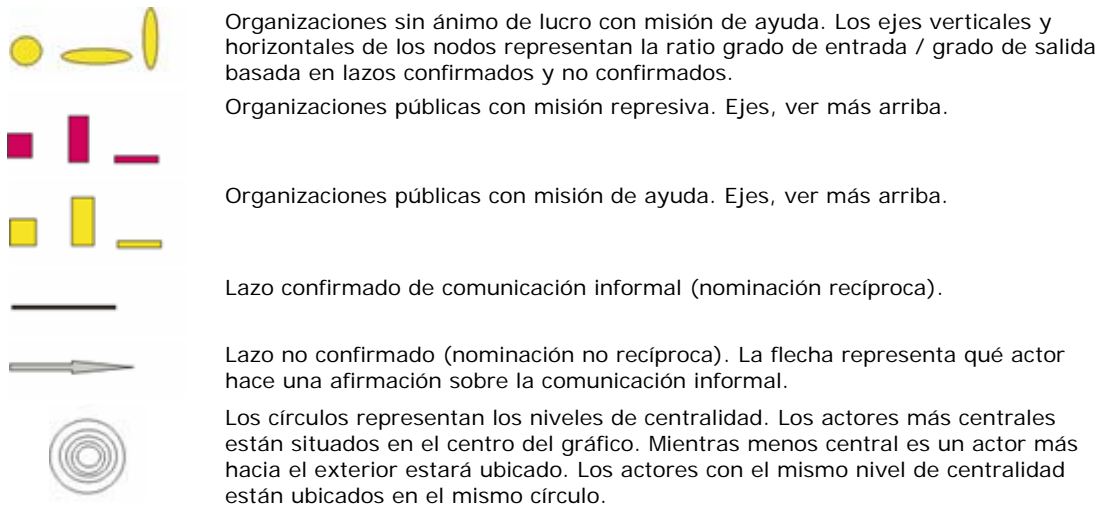 Organizaciones sin ánimo de lucro con misión de ayuda. Los ejes verticales y
horizontales de los nodos representan la ratio grado de entrada / grado de salida
basada en lazos confirmados y no confirmados.
Organizaciones públicas con misión represiva. Ejes, ver más arriba.
Organizaciones públicas con misión de ayuda. Ejes, ver más arriba.
Lazo confirmado de comunicación informal (nominación recíproca).
Lazo no confirmado (nominación no recíproca). La flecha representa qué actor
hace una afirmación sobre la comunicación informal.
Los círculos representan los niveles de centralidad. Los actores más centrales
están situados en el centro del gráfico. Mientras menos central es un actor más
hacia el exterior estará ubicado. Los actores con el mismo nivel de centralidad
están ubicados en el mismo círculo.